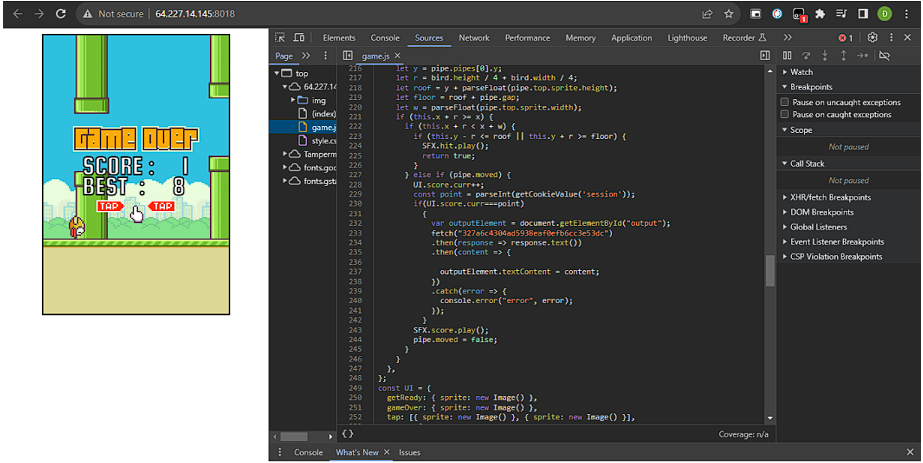 Not secure | 64.227.14.145:8018
1
D
GAME OVER
SCORE : 1
BEST : 8
TAP TAP
Elements Console Sources Network Performance Memory Application Lighthouse Recorder 1
Page
game.js
top
64.227.14
img
(index)
game.j
style.cs
Tamperm
fonts.goo
fonts.gsta
216 let y = pipe.pipes[0].y;
217 let r = bird.height / 4 + bird.width / 4;
218 let roof = y + parseFloat(pipe.top.sprite.height);
219 let floor = roof + pipe.gap;
220 let w = parseFloat(pipe.top.sprite.width);
221 if (this.x + r >= x) {
222 if (this.x + r < x + w) {
223 if (this.y - r <= roof || this.y + r >= floor) {
224 SFX.hit.play();
225 return true;
226 }
227 } else if (pipe.moved) {
228 UI.score.curr++;
229 const point = parseInt(getCookieValue('session'));
230 if(UI.score.curr===point)
231 {
232 var outputElement = document.getElementById("output");
233 fetch("327a6c4304ad5938eaf0efb6cc3e53dc")
234 .then(response => response.text())
235 .then(content => {
236
237 outputElement.textContent = content;
238 })
239 .catch(error => {
240 console.error("error", error);
241 });
242 }
243 SFX.score.play();
244 pipe.moved = false;
245 }
246 }
247 },
248 };
249 const UI = {
250 getReady: { sprite: new Image() },
251 gameOver: { sprite: new Image() },
252 tap: [{ sprite: new Image() }, { sprite: new Image() }],
{} Coverage: n/a
Watch
Breakpoints
Pause on uncaught exceptions
Pause on caught exceptions
Scope
Not paused
Call Stack
Not paused
XHR/fetch Breakpoints
DOM Breakpoints
Global Listeners
Event Listener Breakpoints
CSP Violation Breakpoints
Console What's New Issues